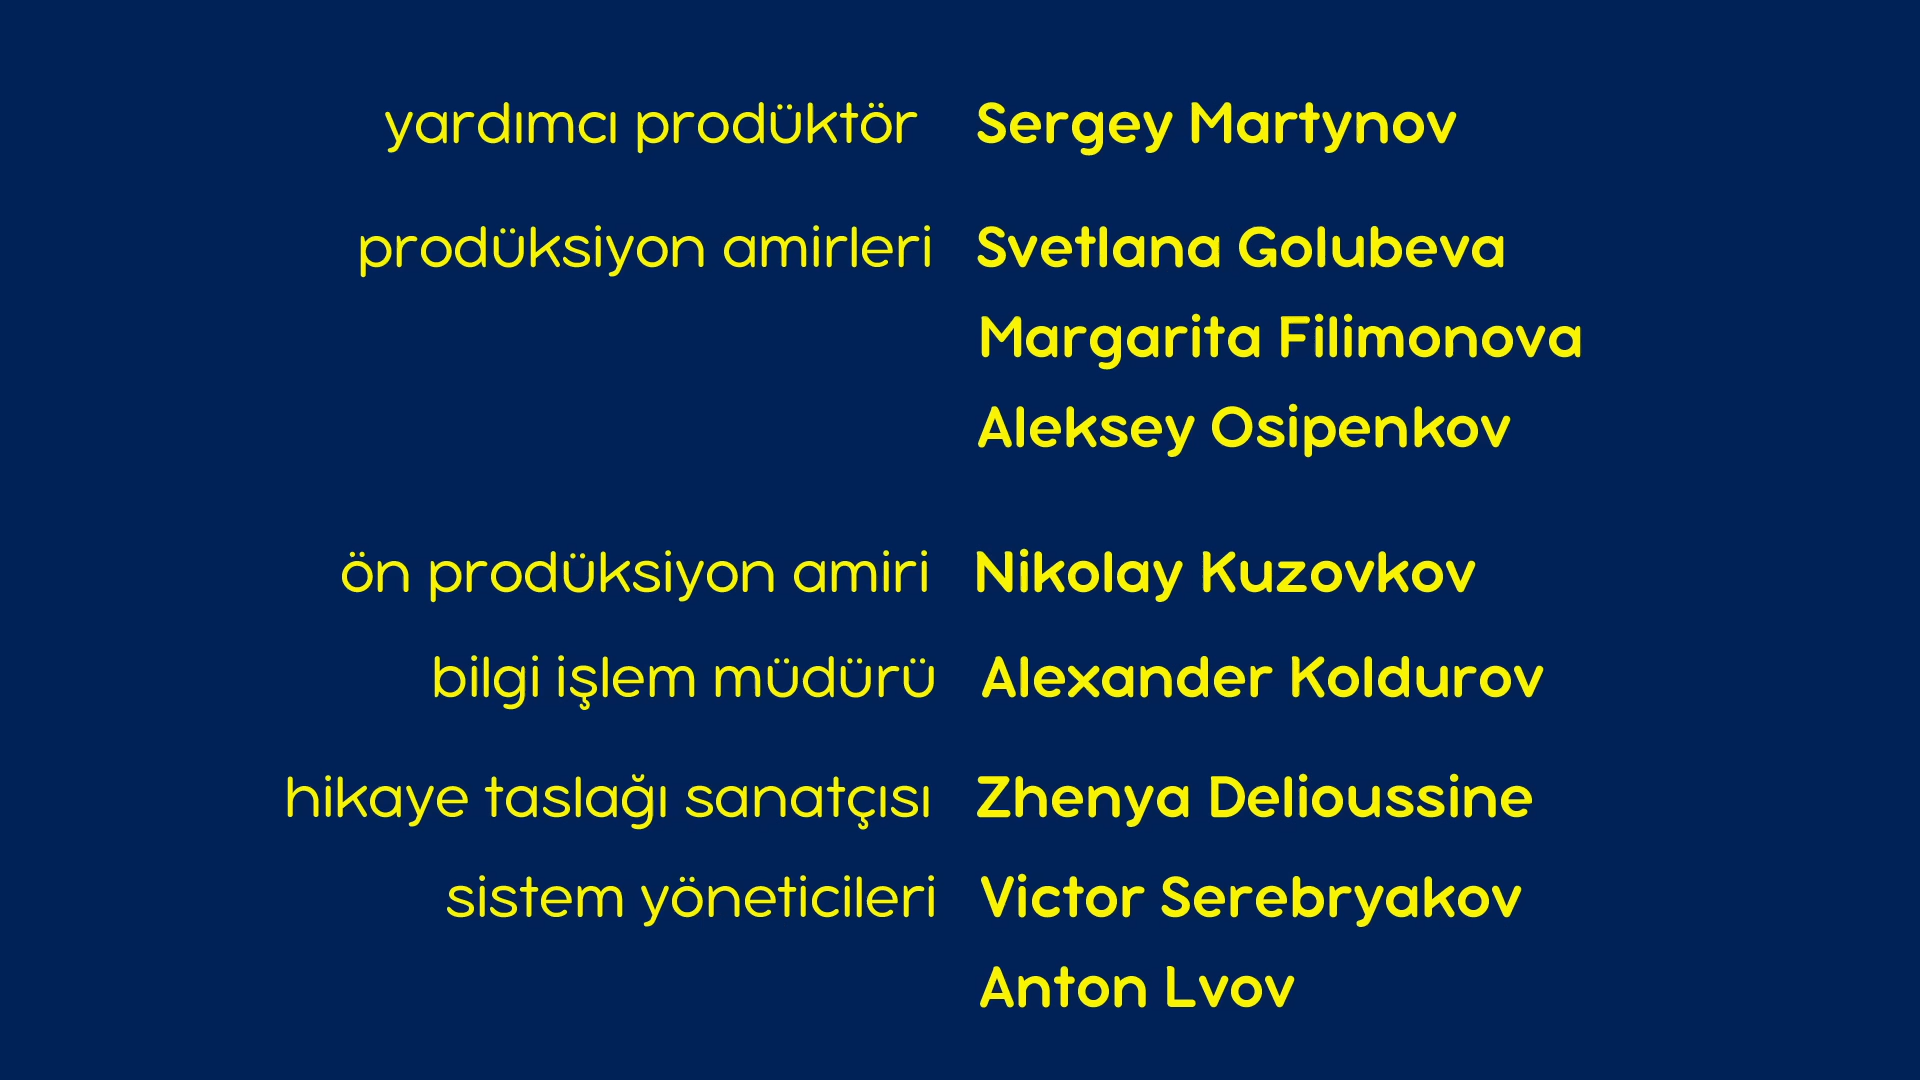 yardımcı prodüktör Sergey Martynov
prodüksiyon amirleri Svetlana Golubeva
Margarita Filimonova
Aleksey Osipenkov
ön prodüksiyon amiri Nikolay Kuzovkov
bilgi işlem müdürü Alexander Koldurov
hikaye taslağı sanatçısı Zhenya Delioussine
sistem yöneticileri Victor Serebryakov
Anton Lvov